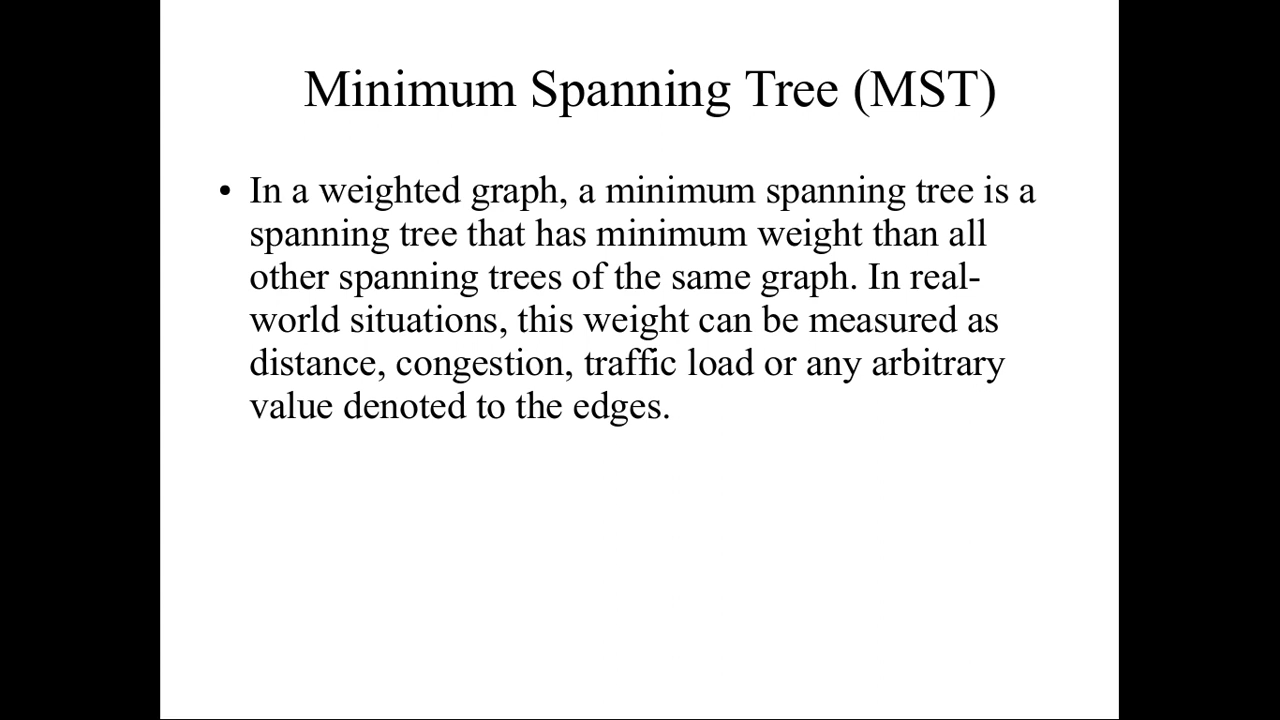 Minimum Spanning Tree (MST)
• In a weighted graph, a minimum spanning tree is a
spanning tree that has minimum weight than all
other spanning trees of the same graph. In real-
world situations, this weight can be measured as
distance, congestion, traffic load or any arbitrary
value denoted to the edges.